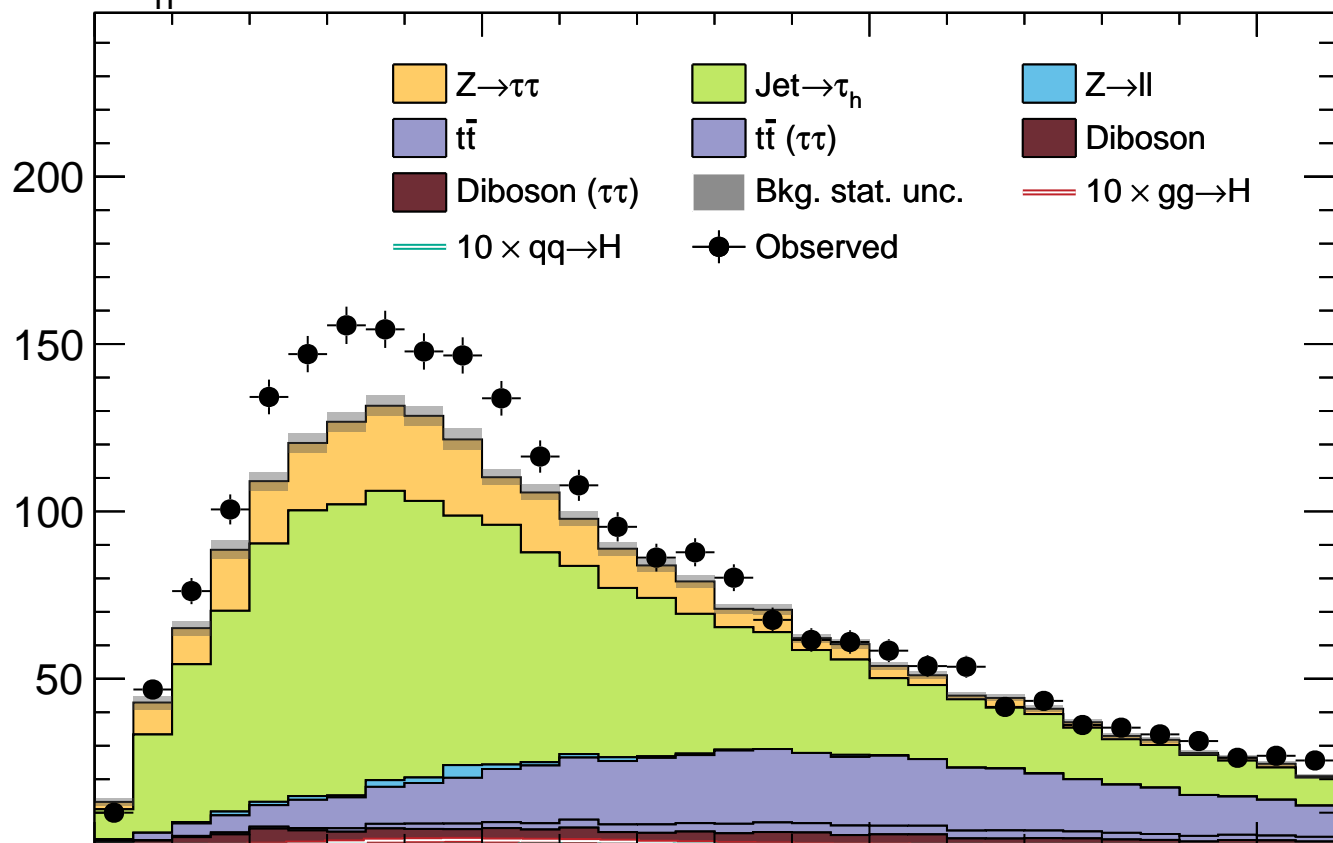 Z→ττ Jet→τh Z→ll
tt̄ tt̄ (ττ) Diboson
Diboson (ττ) Bkg. stat. unc. 10 × gg→H
10 × qq→H Observed
200
150
100
50